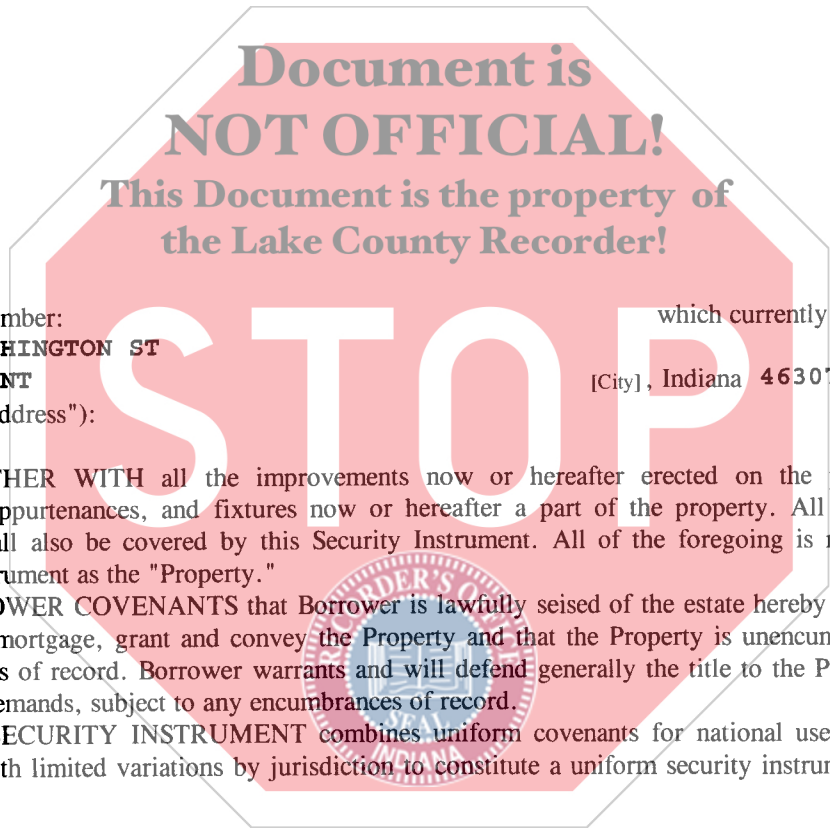 Document is
NOT OFFICIAL!
This Document is the property of
the Lake County Recorder!
STOP
mber: which currently
HINGTON ST
NT [City] , Indiana 46307
ddress"):
HER WITH all the improvements now or hereafter erected on the
ppurtenances, and fixtures now or hereafter a part of the property. All
ll also be covered by this Security Instrument. All of the foregoing is
rument as the "Property."
OWER COVENANTS that Borrower is lawfully seised of the estate hereby
mortgage, grant and convey the Property and that the Property is unencum
s of record. Borrower warrants and will defend generally the title to the P
emands, subject to any encumbrances of record.
ECURITY INSTRUMENT combines uniform covenants for national use
th limited variations by jurisdiction to constitute a uniform security instrum
RECORDER'S OFFICE
SEAL
INDIANA